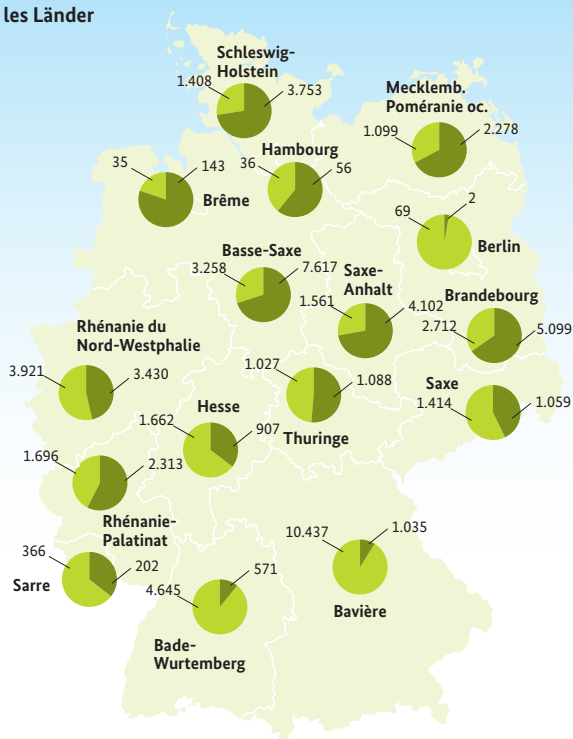 les Länder
Schleswig-
Holstein
1.408
3.753
Mecklemb.
Poméranie oc.
1.099
2.278
Hambourg
36
56
35
143
Brême
69
2
Berlin
Basse-Saxe
3.258
7.617
Saxe-
Anhalt
1.561
4.102
Brandebourg
2.712
5.099
Rhénanie du
Nord-Westphalie
3.921
3.430
1.027
1.088
Thuringe
Saxe
1.414
1.059
Hesse
1.662
907
1.696
2.313
Rhénanie-
Palatinat
366
202
Sarre
10.437
1.035
Bavière
571
4.645
Bade-
Wurtemberg